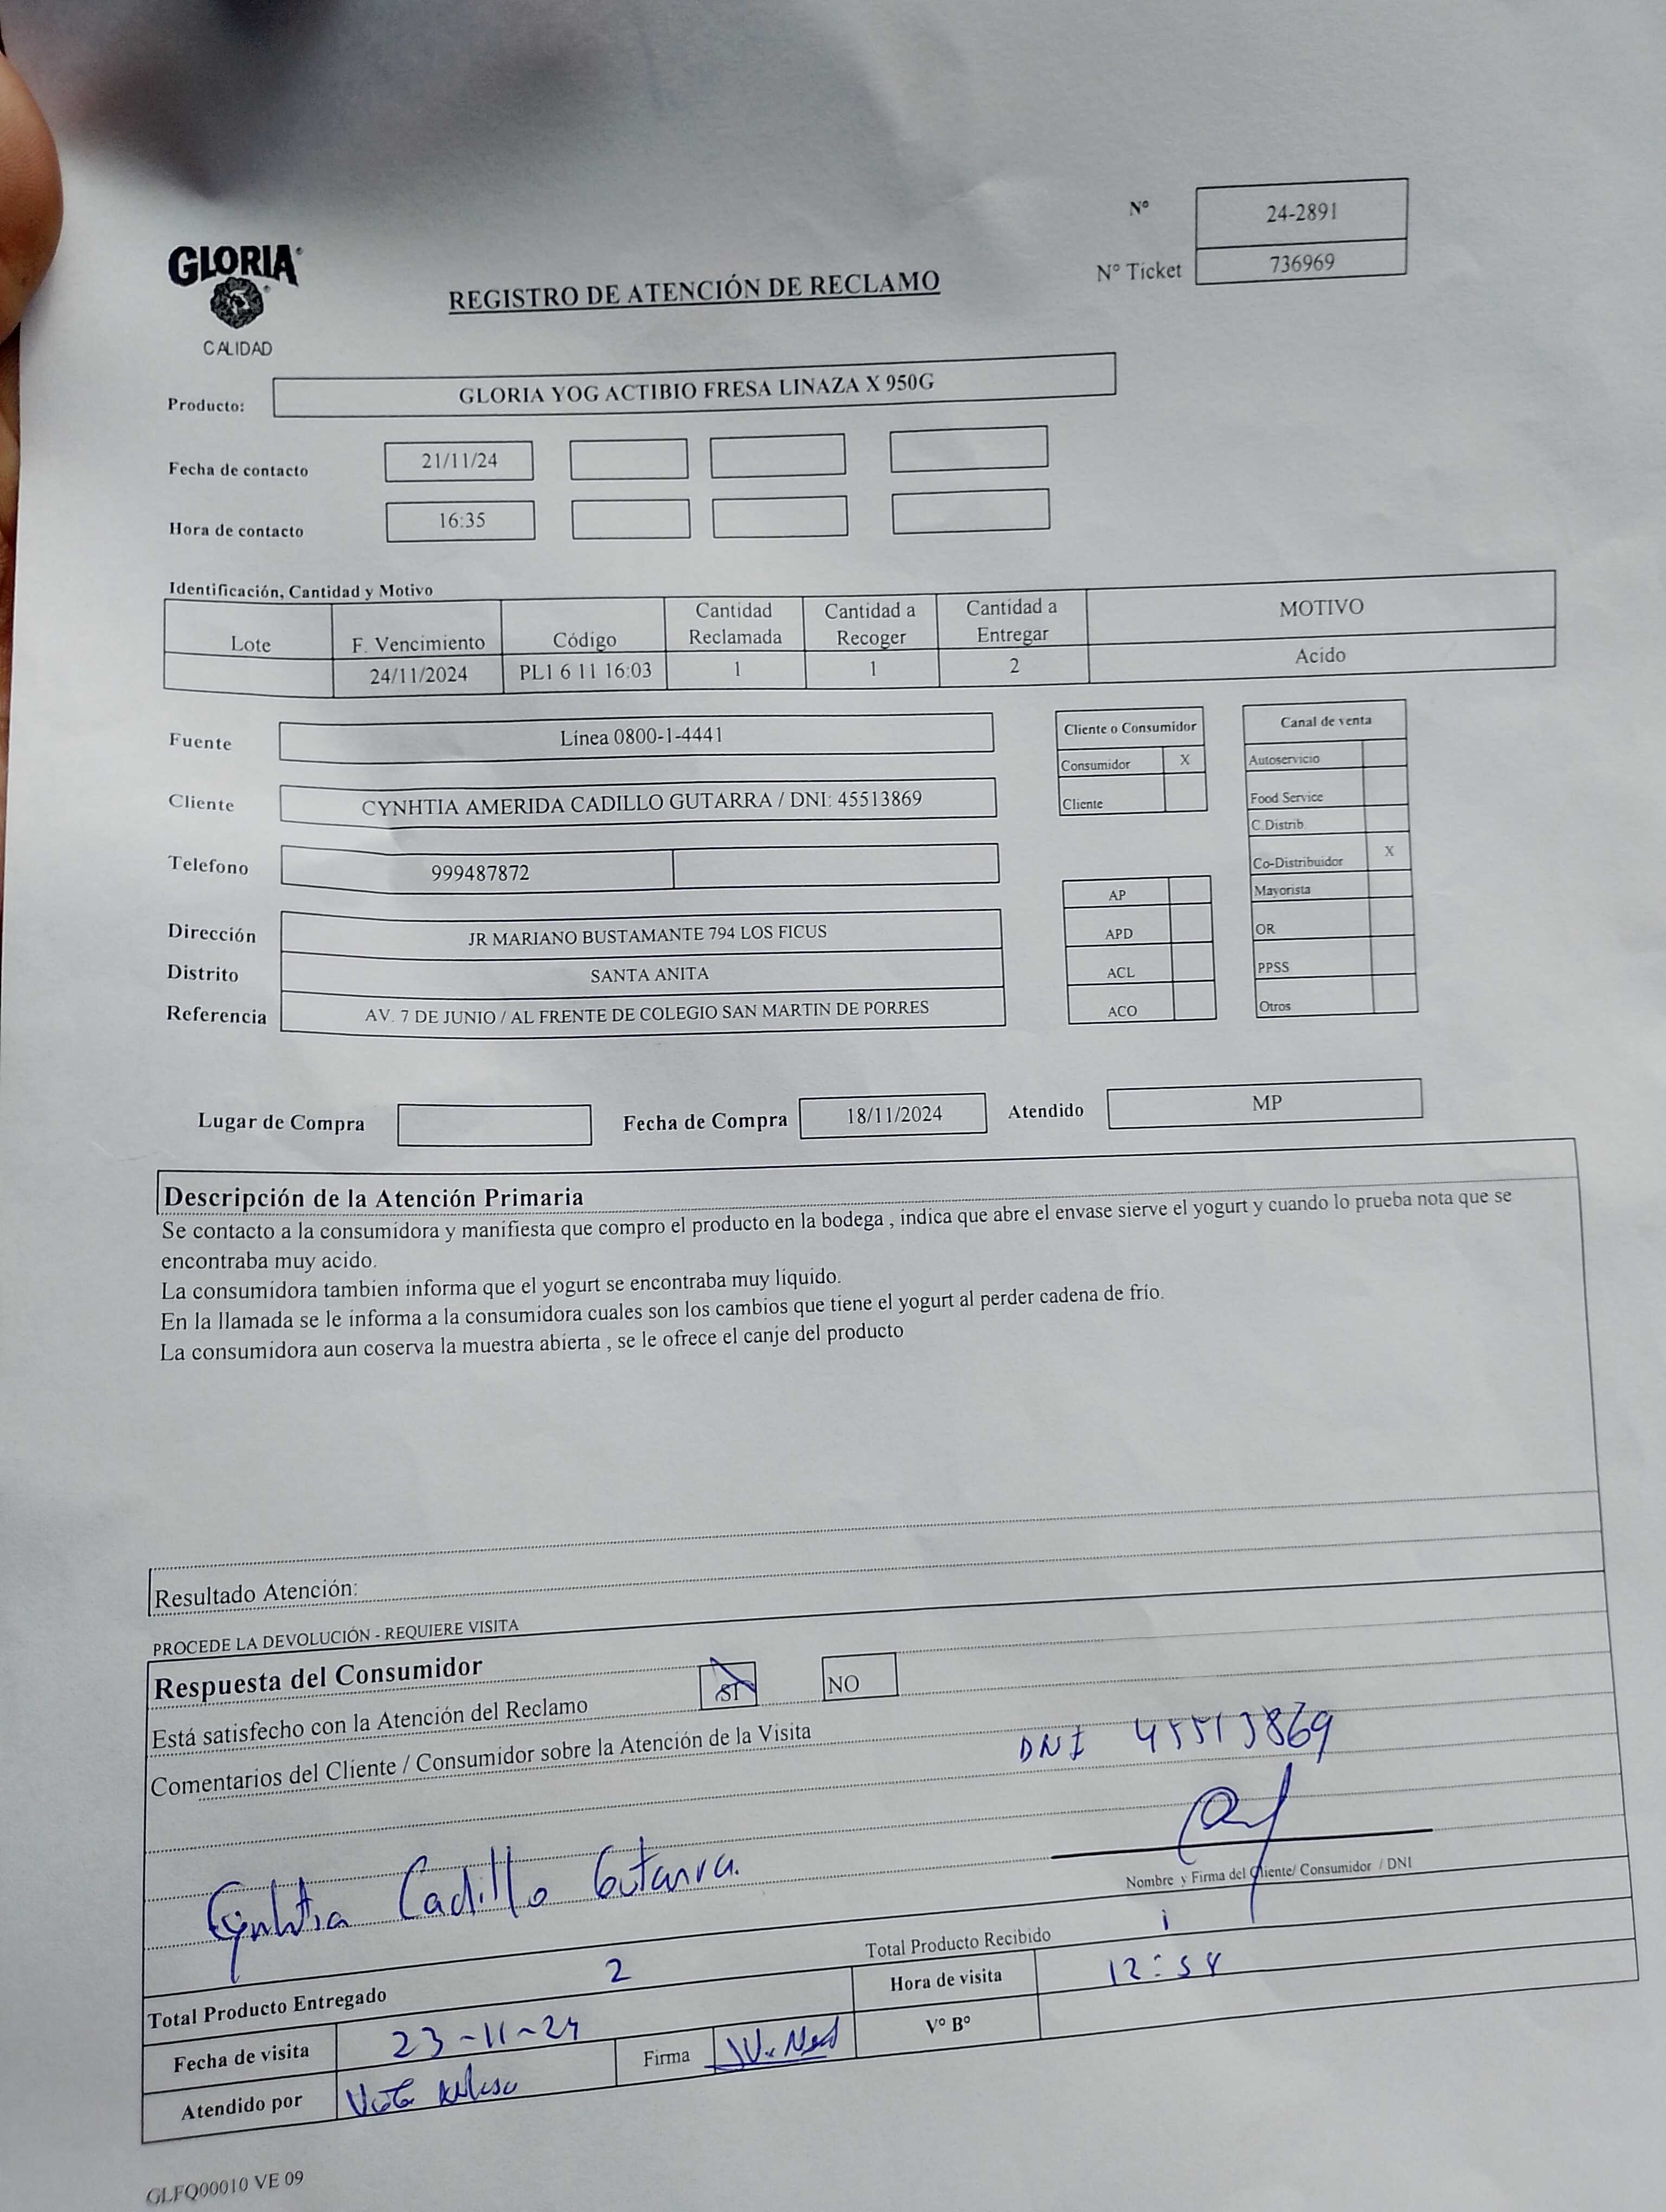 Nº 24-2891
GLORIA
CALIDAD
REGISTRO DE ATENCIÓN DE RECLAMO
Nº Ticket 736969
Producto: GLORIA YOG ACTIBIO FRESA LINAZA X 950G
Fecha de contacto 21/11/24
Hora de contacto 16:35
Identificación, Cantidad y Motivo
Lote F. Vencimiento Código Cantidad Reclamada Cantidad a Recoger Cantidad a Entregar MOTIVO
24/11/2024 PL1 6 11 16:03 1 1 2 Acido
Fuente Línea 0800-1-4441
Cliente CYNHTIA AMERIDA CADILLO GUTARRA / DNI: 45513869
Telefono 999487872
Dirección JR MARIANO BUSTAMANTE 794 LOS FICUS
Distrito SANTA ANITA
Referencia AV. 7 DE JUNIO / AL FRENTE DE COLEGIO SAN MARTIN DE PORRES
Cliente o Consumidor
Consumidor X
Cliente
AP
APD
ACL
ACO
Canal de venta
Autoservicio
Food Service
C.Distrib
Co-Distribuidor X
Mayorista
OR
PPSS
Otros
Lugar de Compra Fecha de Compra 18/11/2024 Atendido MP
Descripción de la Atención Primaria
Se contacto a la consumidora y manifiesta que compro el producto en la bodega , indica que abre el envase sierve el yogurt y cuando lo prueba nota que se
encontraba muy acido.
La consumidora tambien informa que el yogurt se encontraba muy líquido.
En la llamada se le informa a la consumidora cuales son los cambios que tiene el yogurt al perder cadena de frío.
La consumidora aun coserva la muestra abierta , se le ofrece el canje del producto
Resultado Atención:
PROCEDE LA DEVOLUCIÓN - REQUIERE VISITA
Respuesta del Consumidor
Está satisfecho con la Atención del Reclamo SI NO
Comentarios del Cliente / Consumidor sobre la Atención de la Visita
DNI 45513869
Cynhtia Cadillo Gutarra.
Nombre y Firma del Cliente/ Consumidor / DNI
Total Producto Entregado 2 Total Producto Recibido 1
Fecha de visita 23-11-24 Hora de visita 12:54
Atendido por Firma Vº Bº
GLFQ00010 VE 09